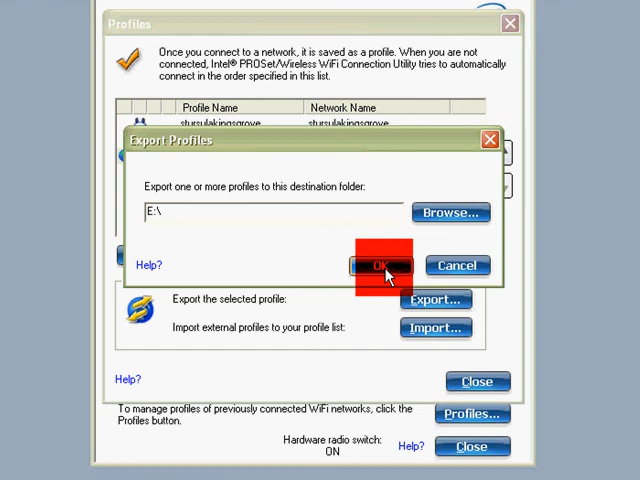 Profiles
Once you connect to a network, it is saved as a profile. When you are not
connected, Intel® PROSet/Wireless WiFi Connection Utility tries to automatically
connect in the order specified in this list.
Profile Name Network Name
stursulakingsgrove stursulakingsgrove
Export Profiles
Export one or more profiles to this destination folder:
E:\ Browse...
Help? OK Cancel
Export the selected profile: Export...
Import external profiles to your profile list: Import...
Help? Close
To manage profiles of previously connected WiFi networks, click the
Profiles button. Profiles...
Hardware radio switch:
ON Help? Close